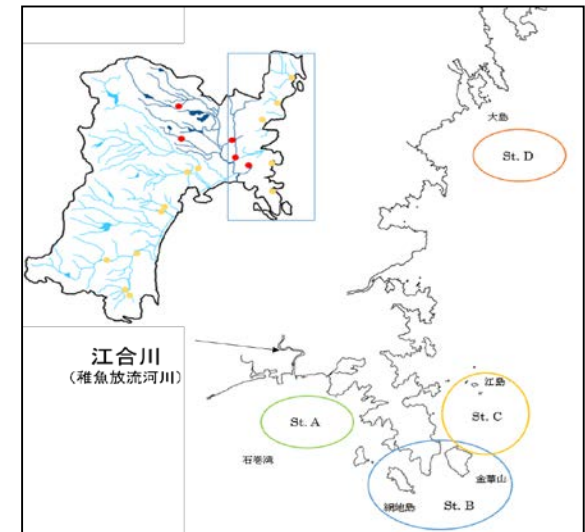 大島
St. D
江合川
（稚魚放流河川）
江島
St. C
St. A
石巻湾
金華山
網地島
St. B